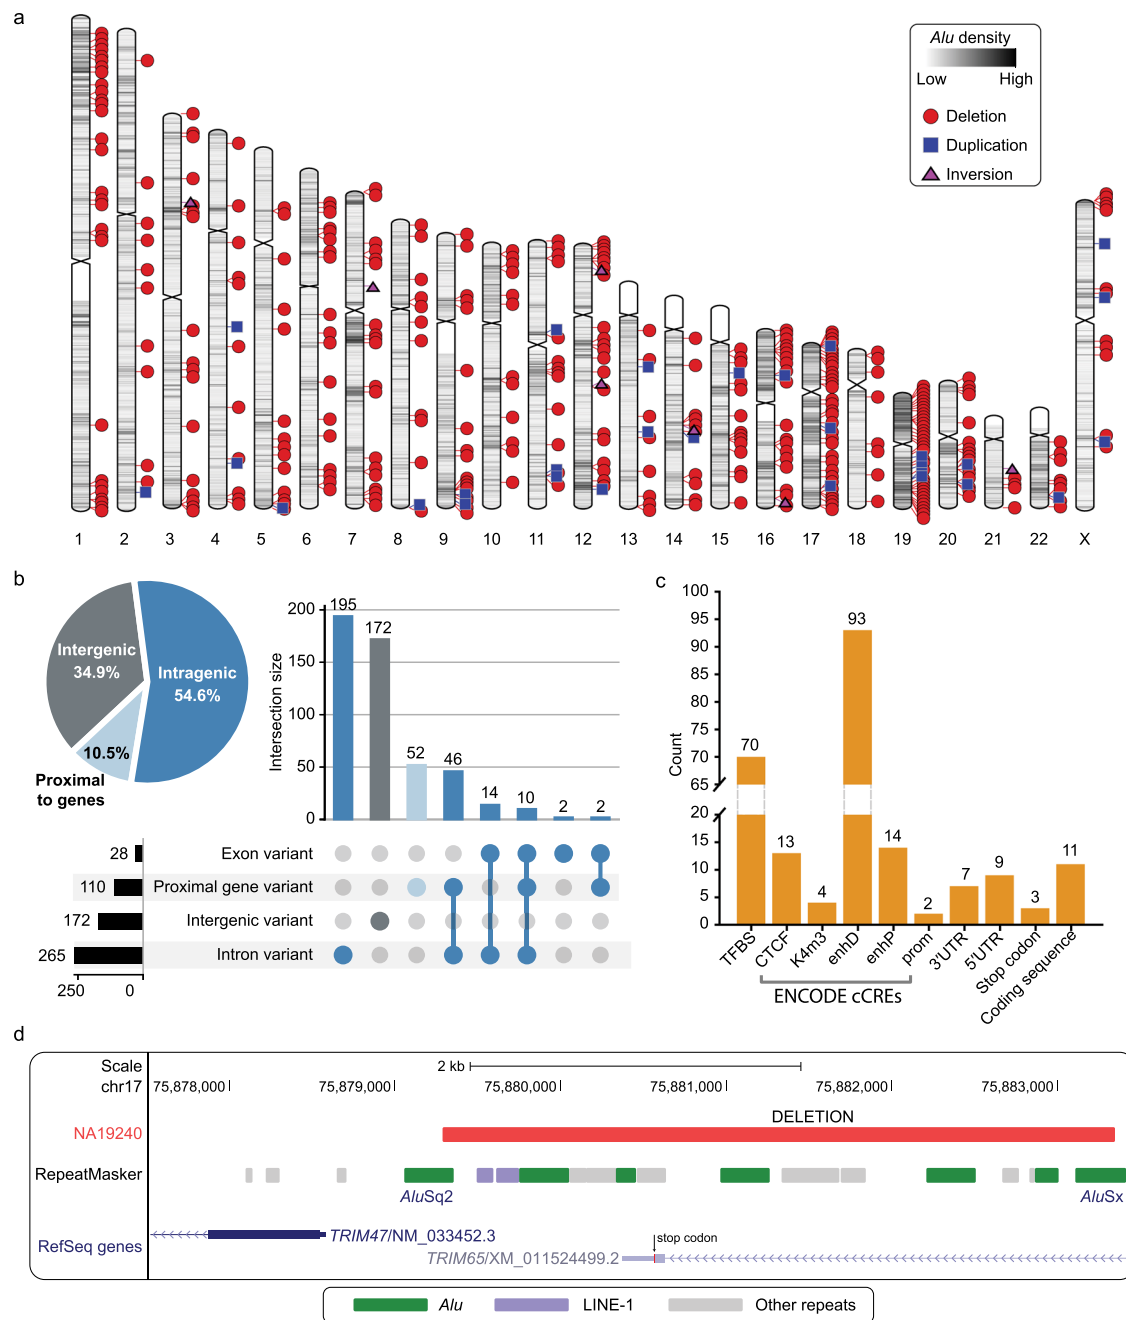 a
Alu density
Low High
Deletion
Duplication
Inversion
1 2 3 4 5 6 7 8 9 10 11 12 13 14 15 16 17 18 19 20 21 22 X
b
Intergenic
34.9%
Intragenic
54.6%
10.5%
Proximal
to genes
Intersection size
200
150
100
50
0
195
172
52
46
14
10
2
2
28 Exon variant
110 Proximal gene variant
172 Intergenic variant
265 Intron variant
250 0
c
Count
100
95
90
85
80
75
70
65
20
15
10
5
0
70
13
4
93
14
2
7
9
3
11
TFBS
CTCF
K4m3
enhD
enhP
prom
3'UTR
5'UTR
Stop codon
Coding sequence
ENCODE cCREs
d
Scale 2 kb
chr17 75,878,000 75,879,000 75,880,000 75,881,000 75,882,000 75,883,000
DELETION
NA19240
RepeatMasker
AluSq2 AluSx
RefSeq genes
TRIM47/NM_033452.3
stop codon
TRIM65/XM_011524499.2
Alu LINE-1 Other repeats